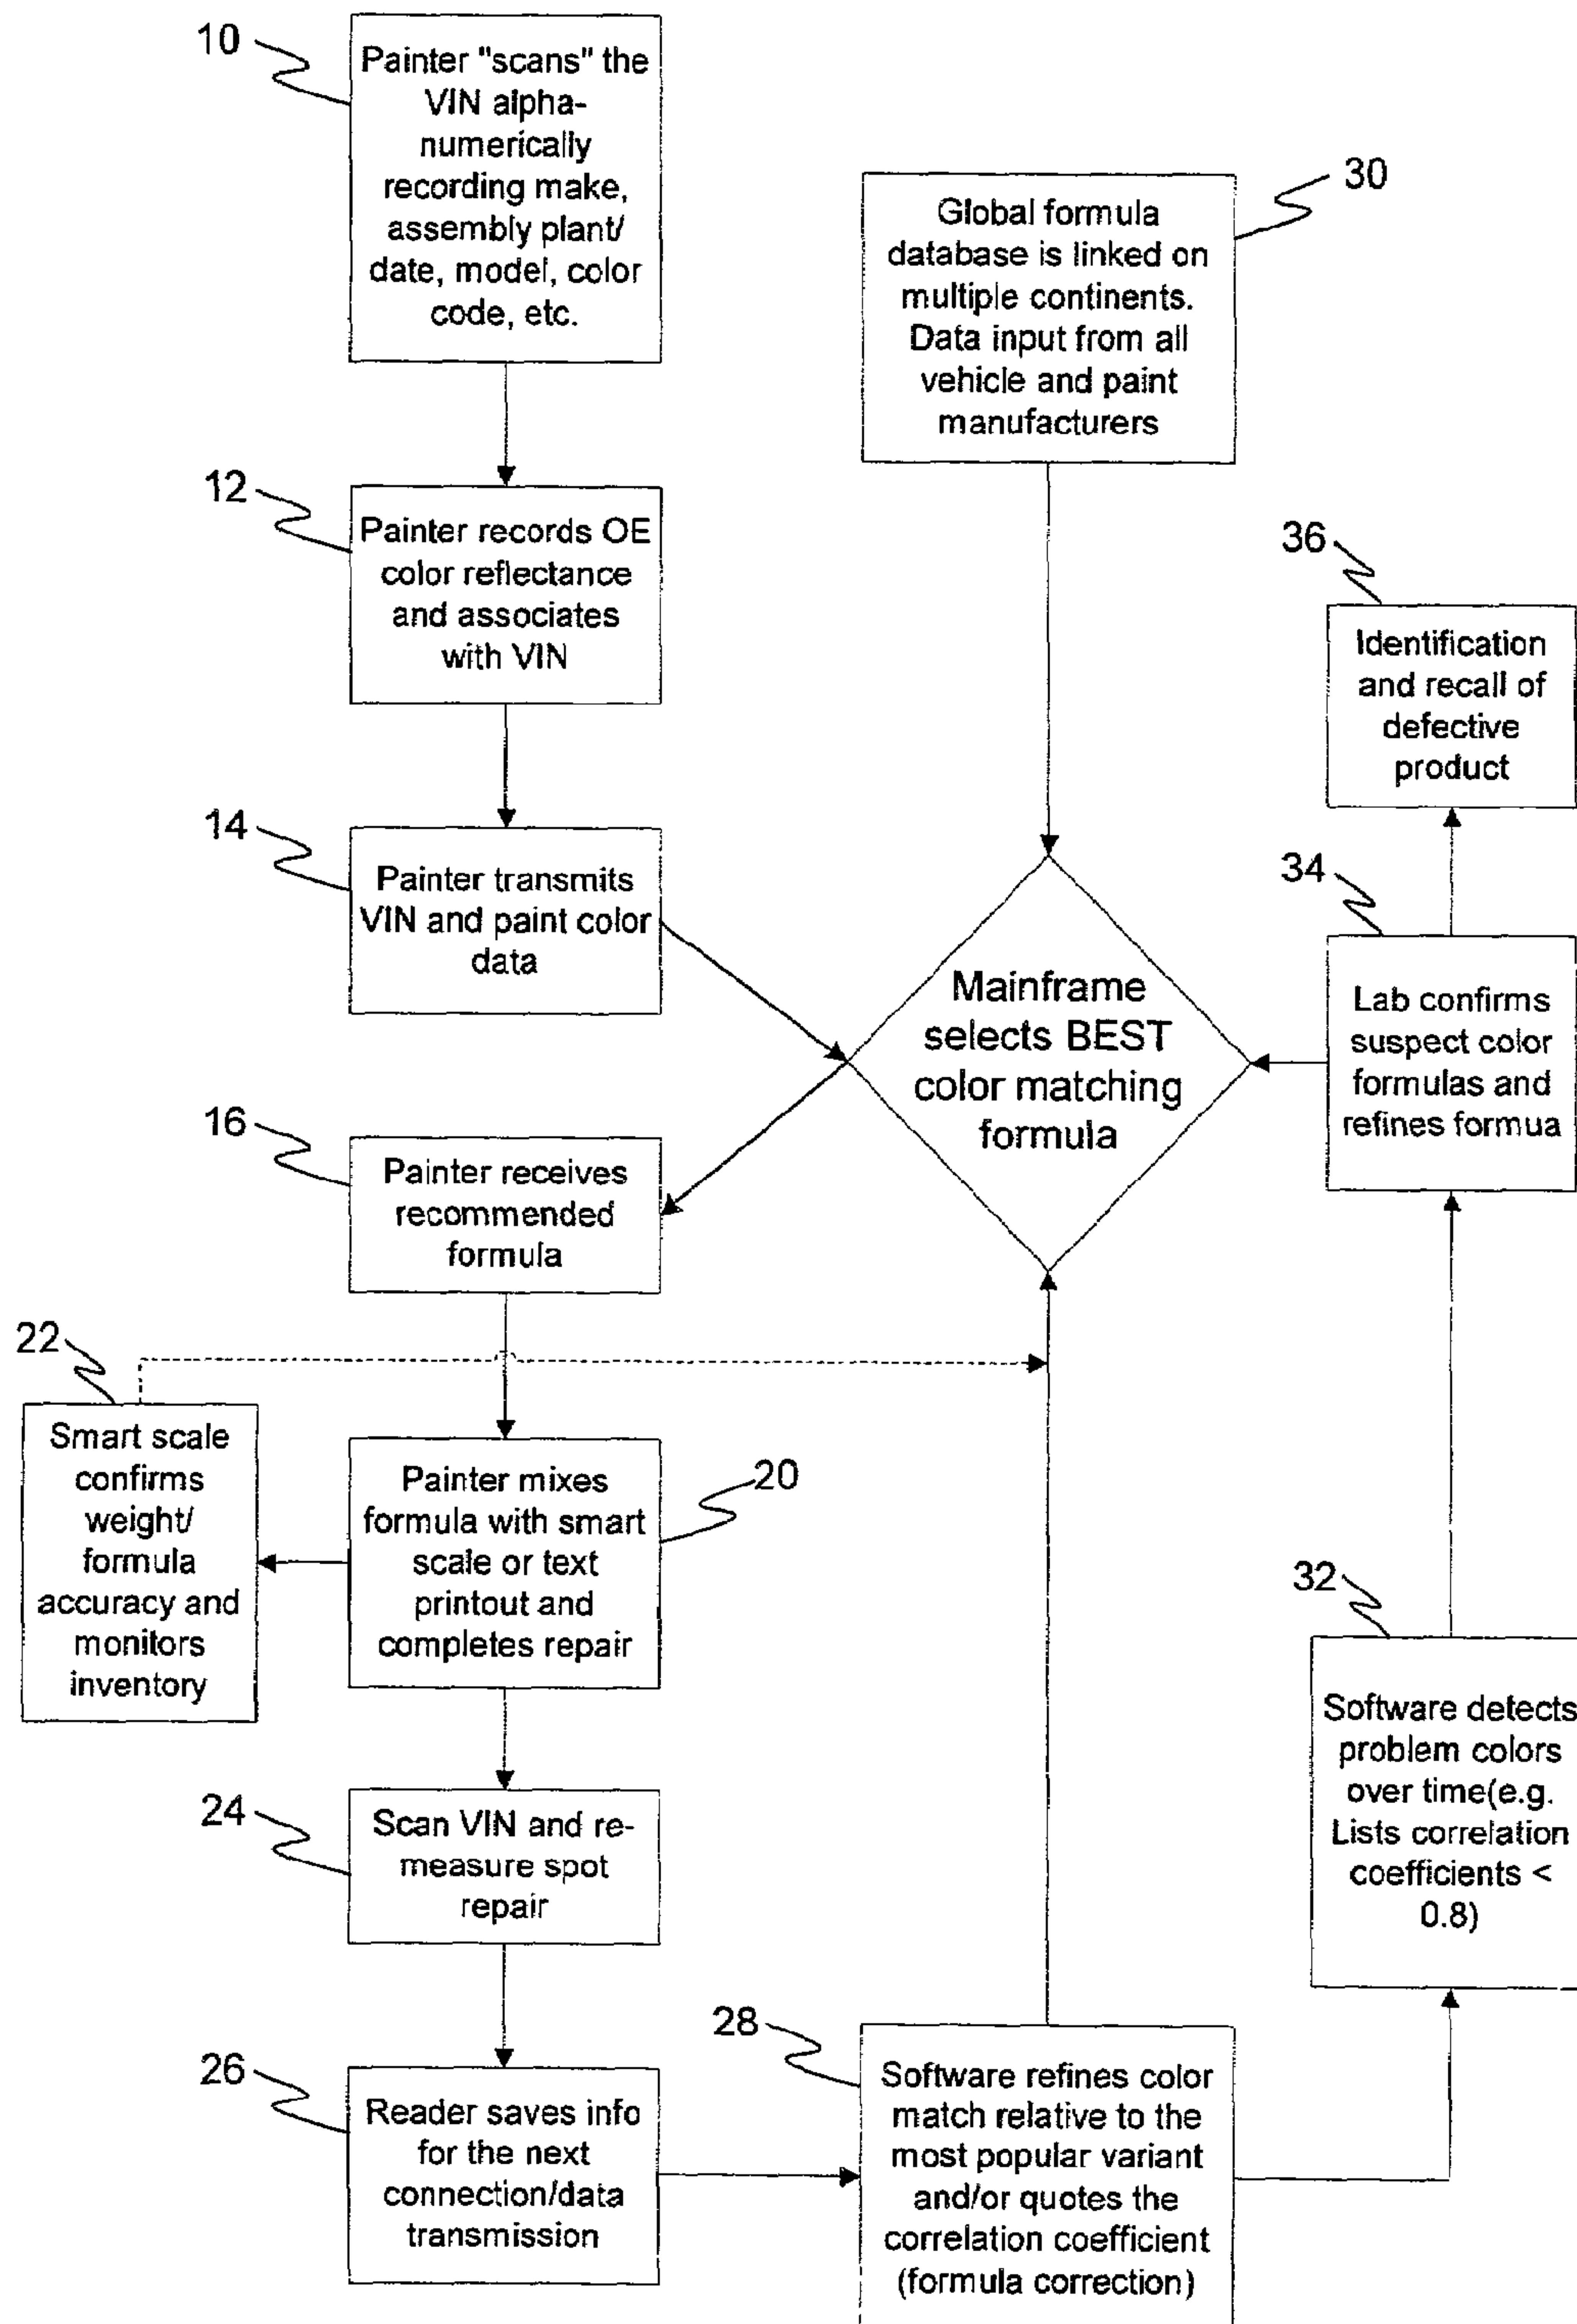 10
Painter "scans" the
VIN alpha-
numerically
recording make,
assembly plant/
date, model, color
code, etc.
30
Global formula
database is linked on
multiple continents.
Data input from all
vehicle and paint
manufacturers
12
Painter records OE
color reflectance
and associates
with VIN
36
Identification
and recall of
defective
product
14
Painter transmits
VIN and paint color
data
Mainframe
selects BEST
color matching
formula
34
Lab confirms
suspect color
formulas and
refines formua
16
Painter receives
recommended
formula
22
Smart scale
confirms
weight/
formula
accuracy and
monitors
inventory
20
Painter mixes
formula with smart
scale or text
printout and
completes repair
32
Software detects
problem colors
over time(e.g.
Lists correlation
coefficients <
0.8)
24
Scan VIN and re-
measure spot
repair
26
Reader saves info
for the next
connection/data
transmission
28
Software refines color
match relative to the
most popular variant
and/or quotes the
correlation coefficient
(formula correction)